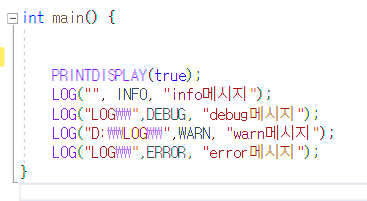 int main() {
PRINTDISPLAY(true);
LOG("", INFO, "info메시지");
LOG("LOG₩₩",DEBUG, "debug메시지");
LOG("D:₩₩LOG₩₩",WARN, "warn메시지");
LOG("LOG₩₩",ERROR, "error메시지");
}